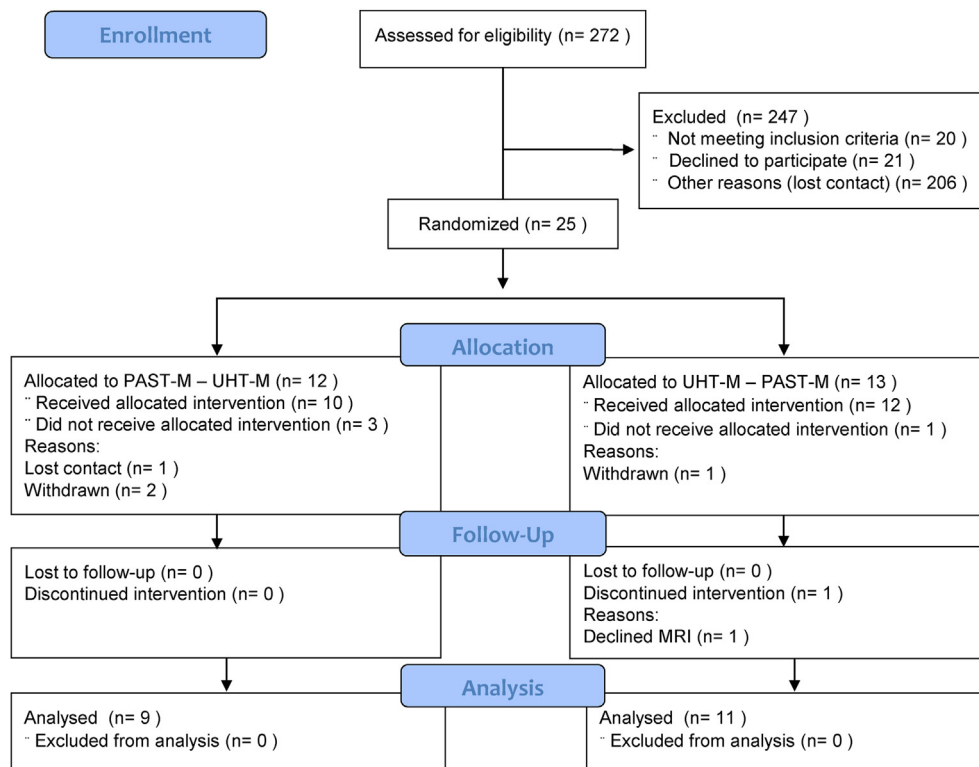 Enrollment
Assessed for eligibility (n= 272 )
Excluded (n= 247 )
¨ Not meeting inclusion criteria (n= 20 )
¨ Declined to participate (n= 21 )
¨ Other reasons (lost contact) (n= 206 )
Randomized (n= 25 )
Allocation
Allocated to PAST-M – UHT-M (n= 12 )
¨ Received allocated intervention (n= 10 )
¨ Did not receive allocated intervention (n= 3 )
Reasons:
Lost contact (n= 1 )
Withdrawn (n= 2 )
Allocated to UHT-M – PAST-M (n= 13 )
¨ Received allocated intervention (n= 12 )
¨ Did not receive allocated intervention (n= 1 )
Reasons:
Withdrawn (n= 1 )
Follow-Up
Lost to follow-up (n= 0 )
Discontinued intervention (n= 0 )
Lost to follow-up (n= 0 )
Discontinued intervention (n= 1 )
Reasons:
Declined MRI (n= 1 )
Analysis
Analysed (n= 9 )
¨ Excluded from analysis (n= 0 )
Analysed (n= 11 )
¨ Excluded from analysis (n= 0 )